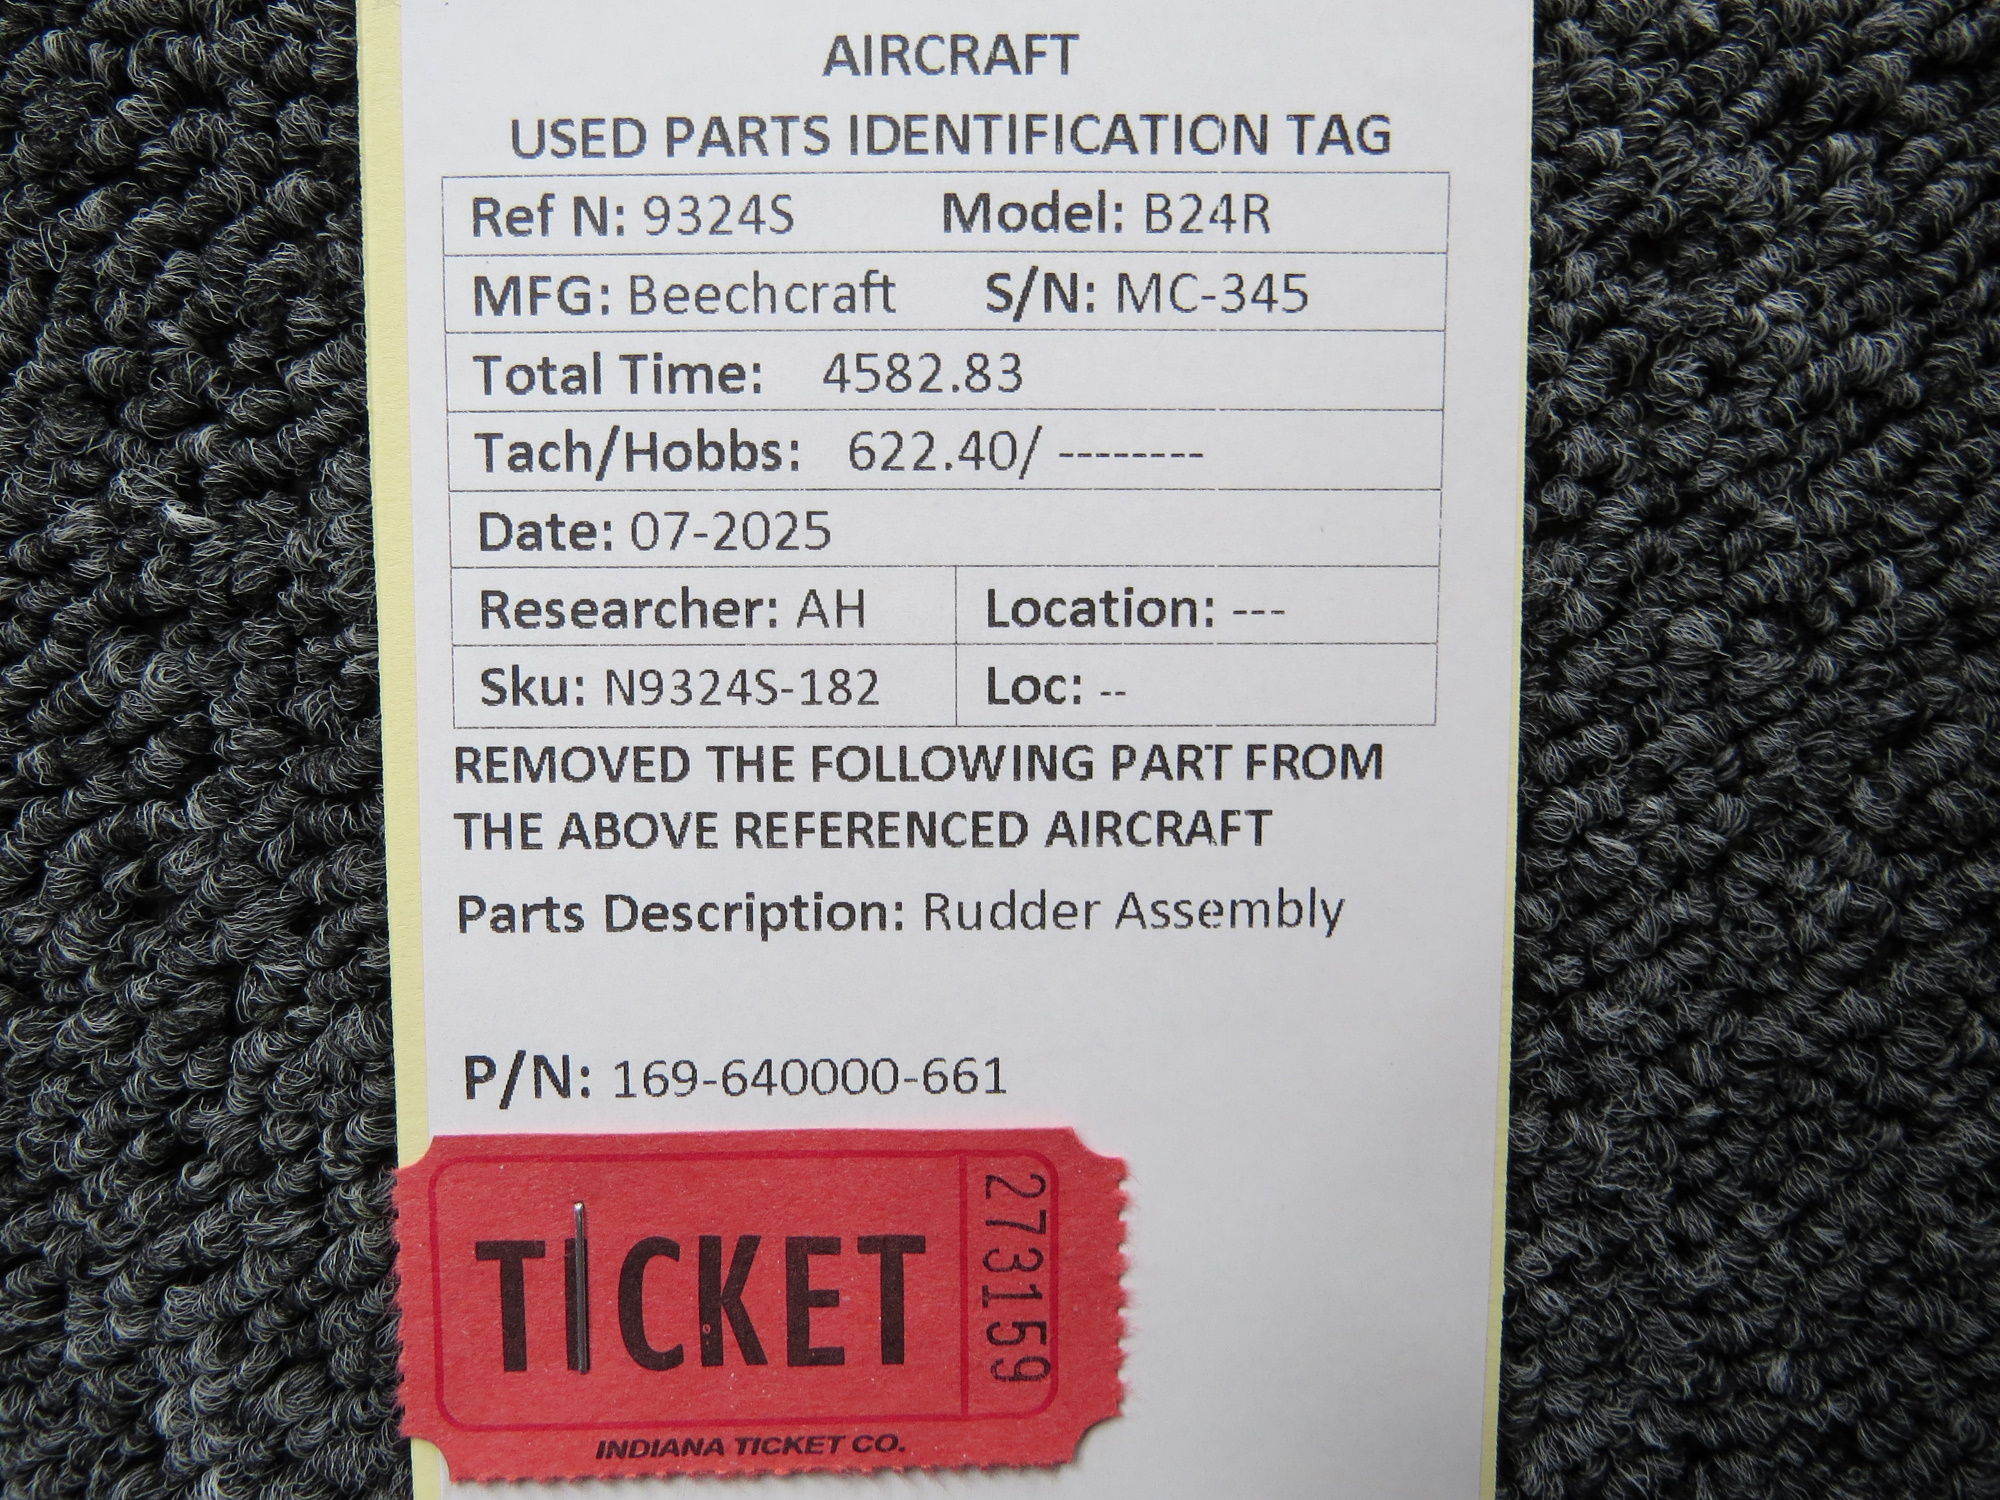 AIRCRAFT
USED PARTS IDENTIFICATION TAG
Ref N: 9324S Model: B24R
MFG: Beechcraft S/N: MC-345
Total Time: 4582.83
Tach/Hobbs: 622.40/ --------
Date: 07-2025
Researcher: AH Location: ---
Sku: N9324S-182 Loc: --
REMOVED THE FOLLOWING PART FROM
THE ABOVE REFERENCED AIRCRAFT
Parts Description: Rudder Assembly
P/N: 169-640000-661
TICKET
273159
INDIANA TICKET CO.